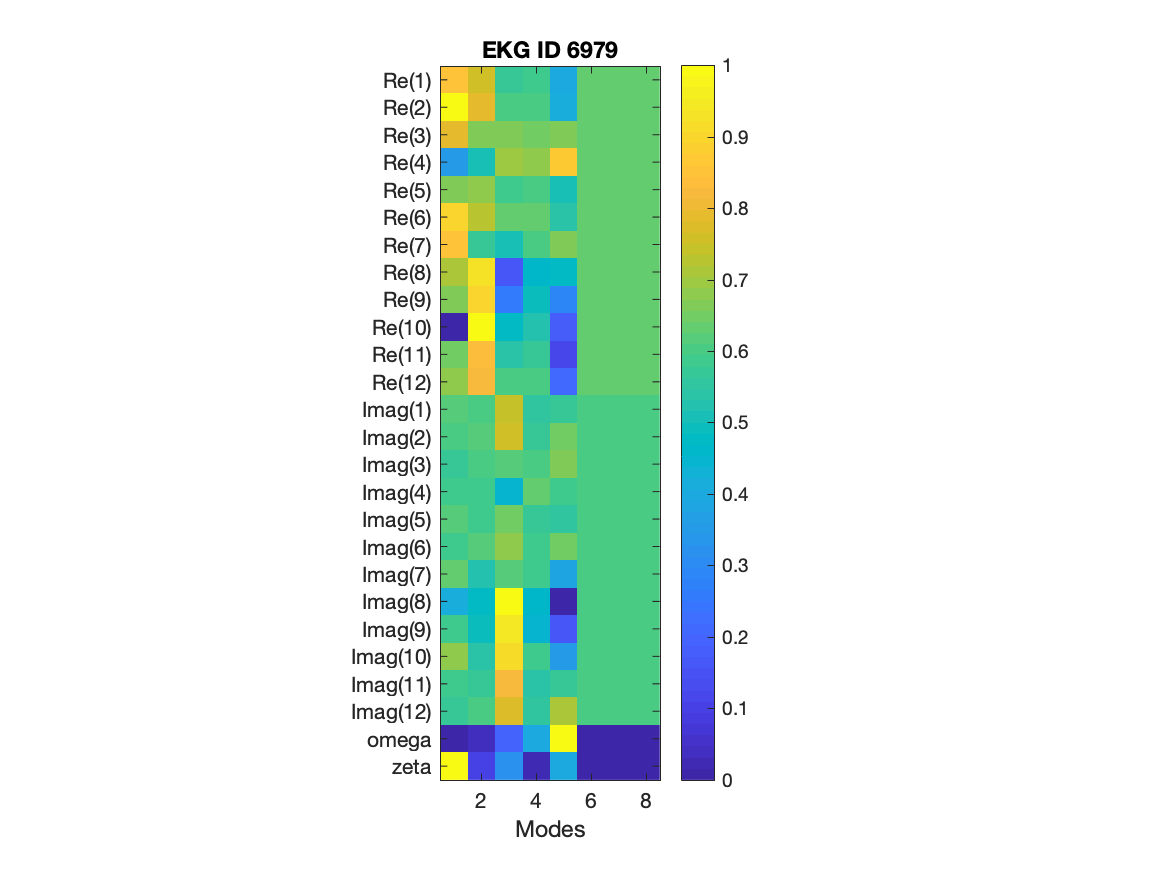 EKG ID 6979
Re(1)
Re(2)
Re(3)
Re(4)
Re(5)
Re(6)
Re(7)
Re(8)
Re(9)
Re(10)
Re(11)
Re(12)
Imag(1)
Imag(2)
Imag(3)
Imag(4)
Imag(5)
Imag(6)
Imag(7)
Imag(8)
Imag(9)
Imag(10)
Imag(11)
Imag(12)
omega
zeta
2 4 6 8
Modes
1
0.9
0.8
0.7
0.6
0.5
0.4
0.3
0.2
0.1
0